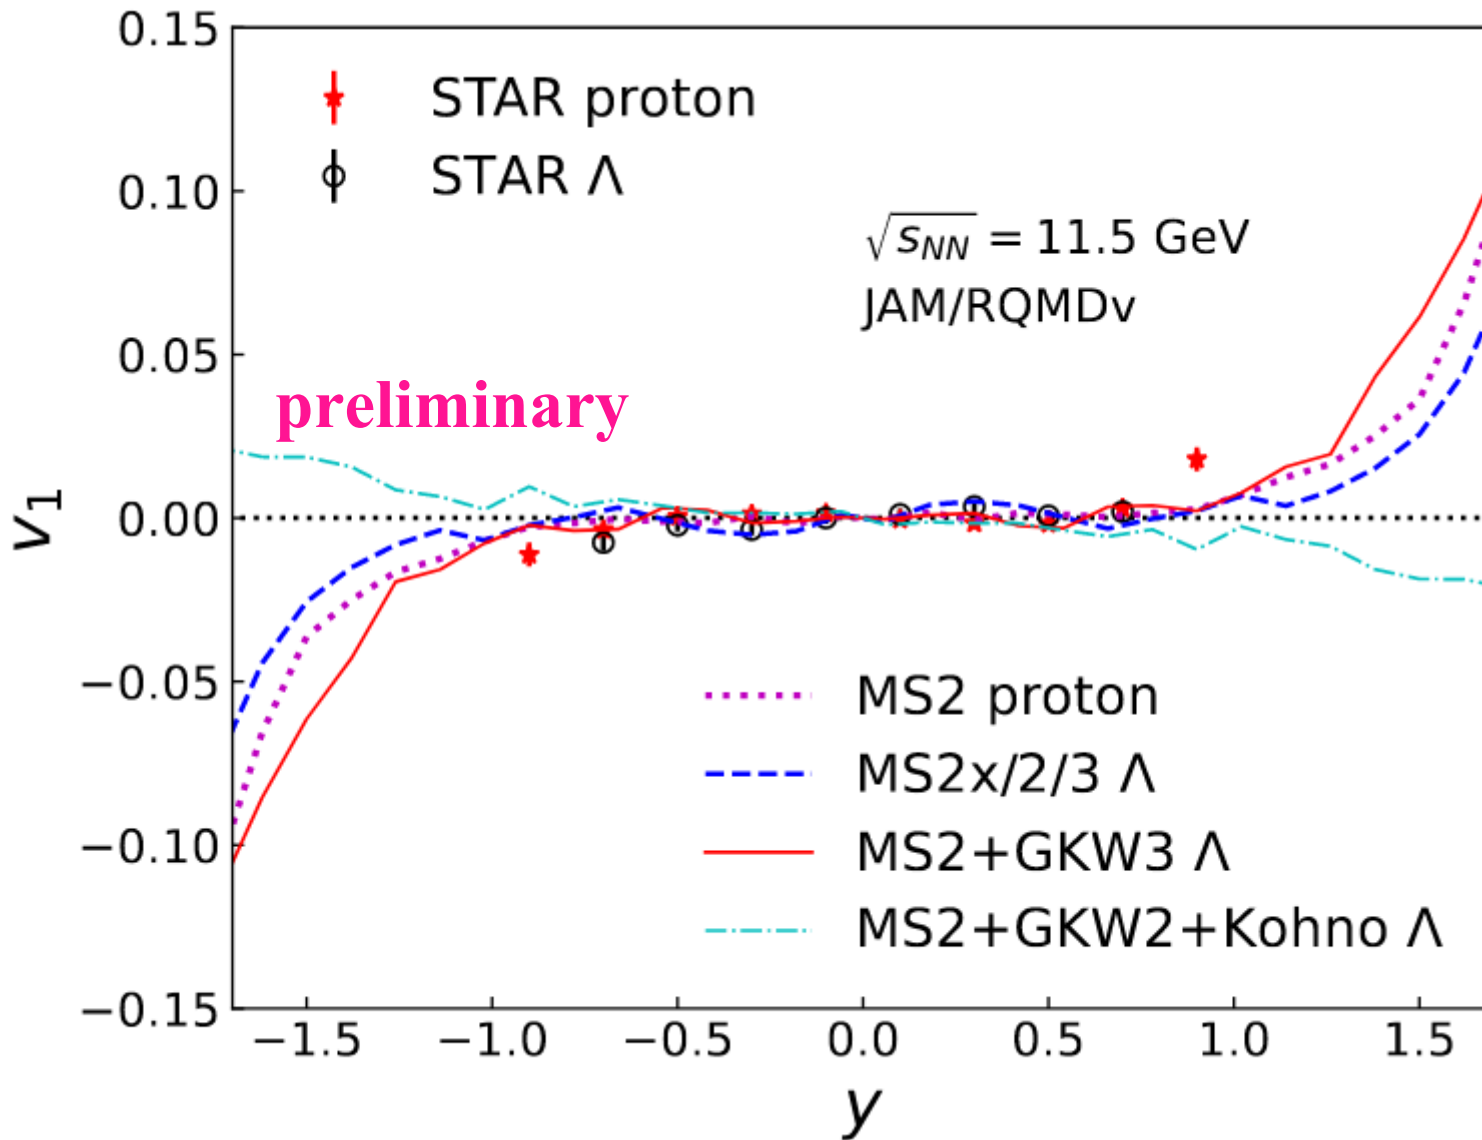 0.15
STAR proton
STAR Λ
0.10
√sNN = 11.5 GeV
JAM/RQMDv
0.05
preliminary
v1
0.00
−0.05
MS2 proton
MS2x/2/3 Λ
−0.10
MS2+GKW3 Λ
MS2+GKW2+Kohno Λ
−0.15
−1.5 −1.0 −0.5 0.0 0.5 1.0 1.5
y